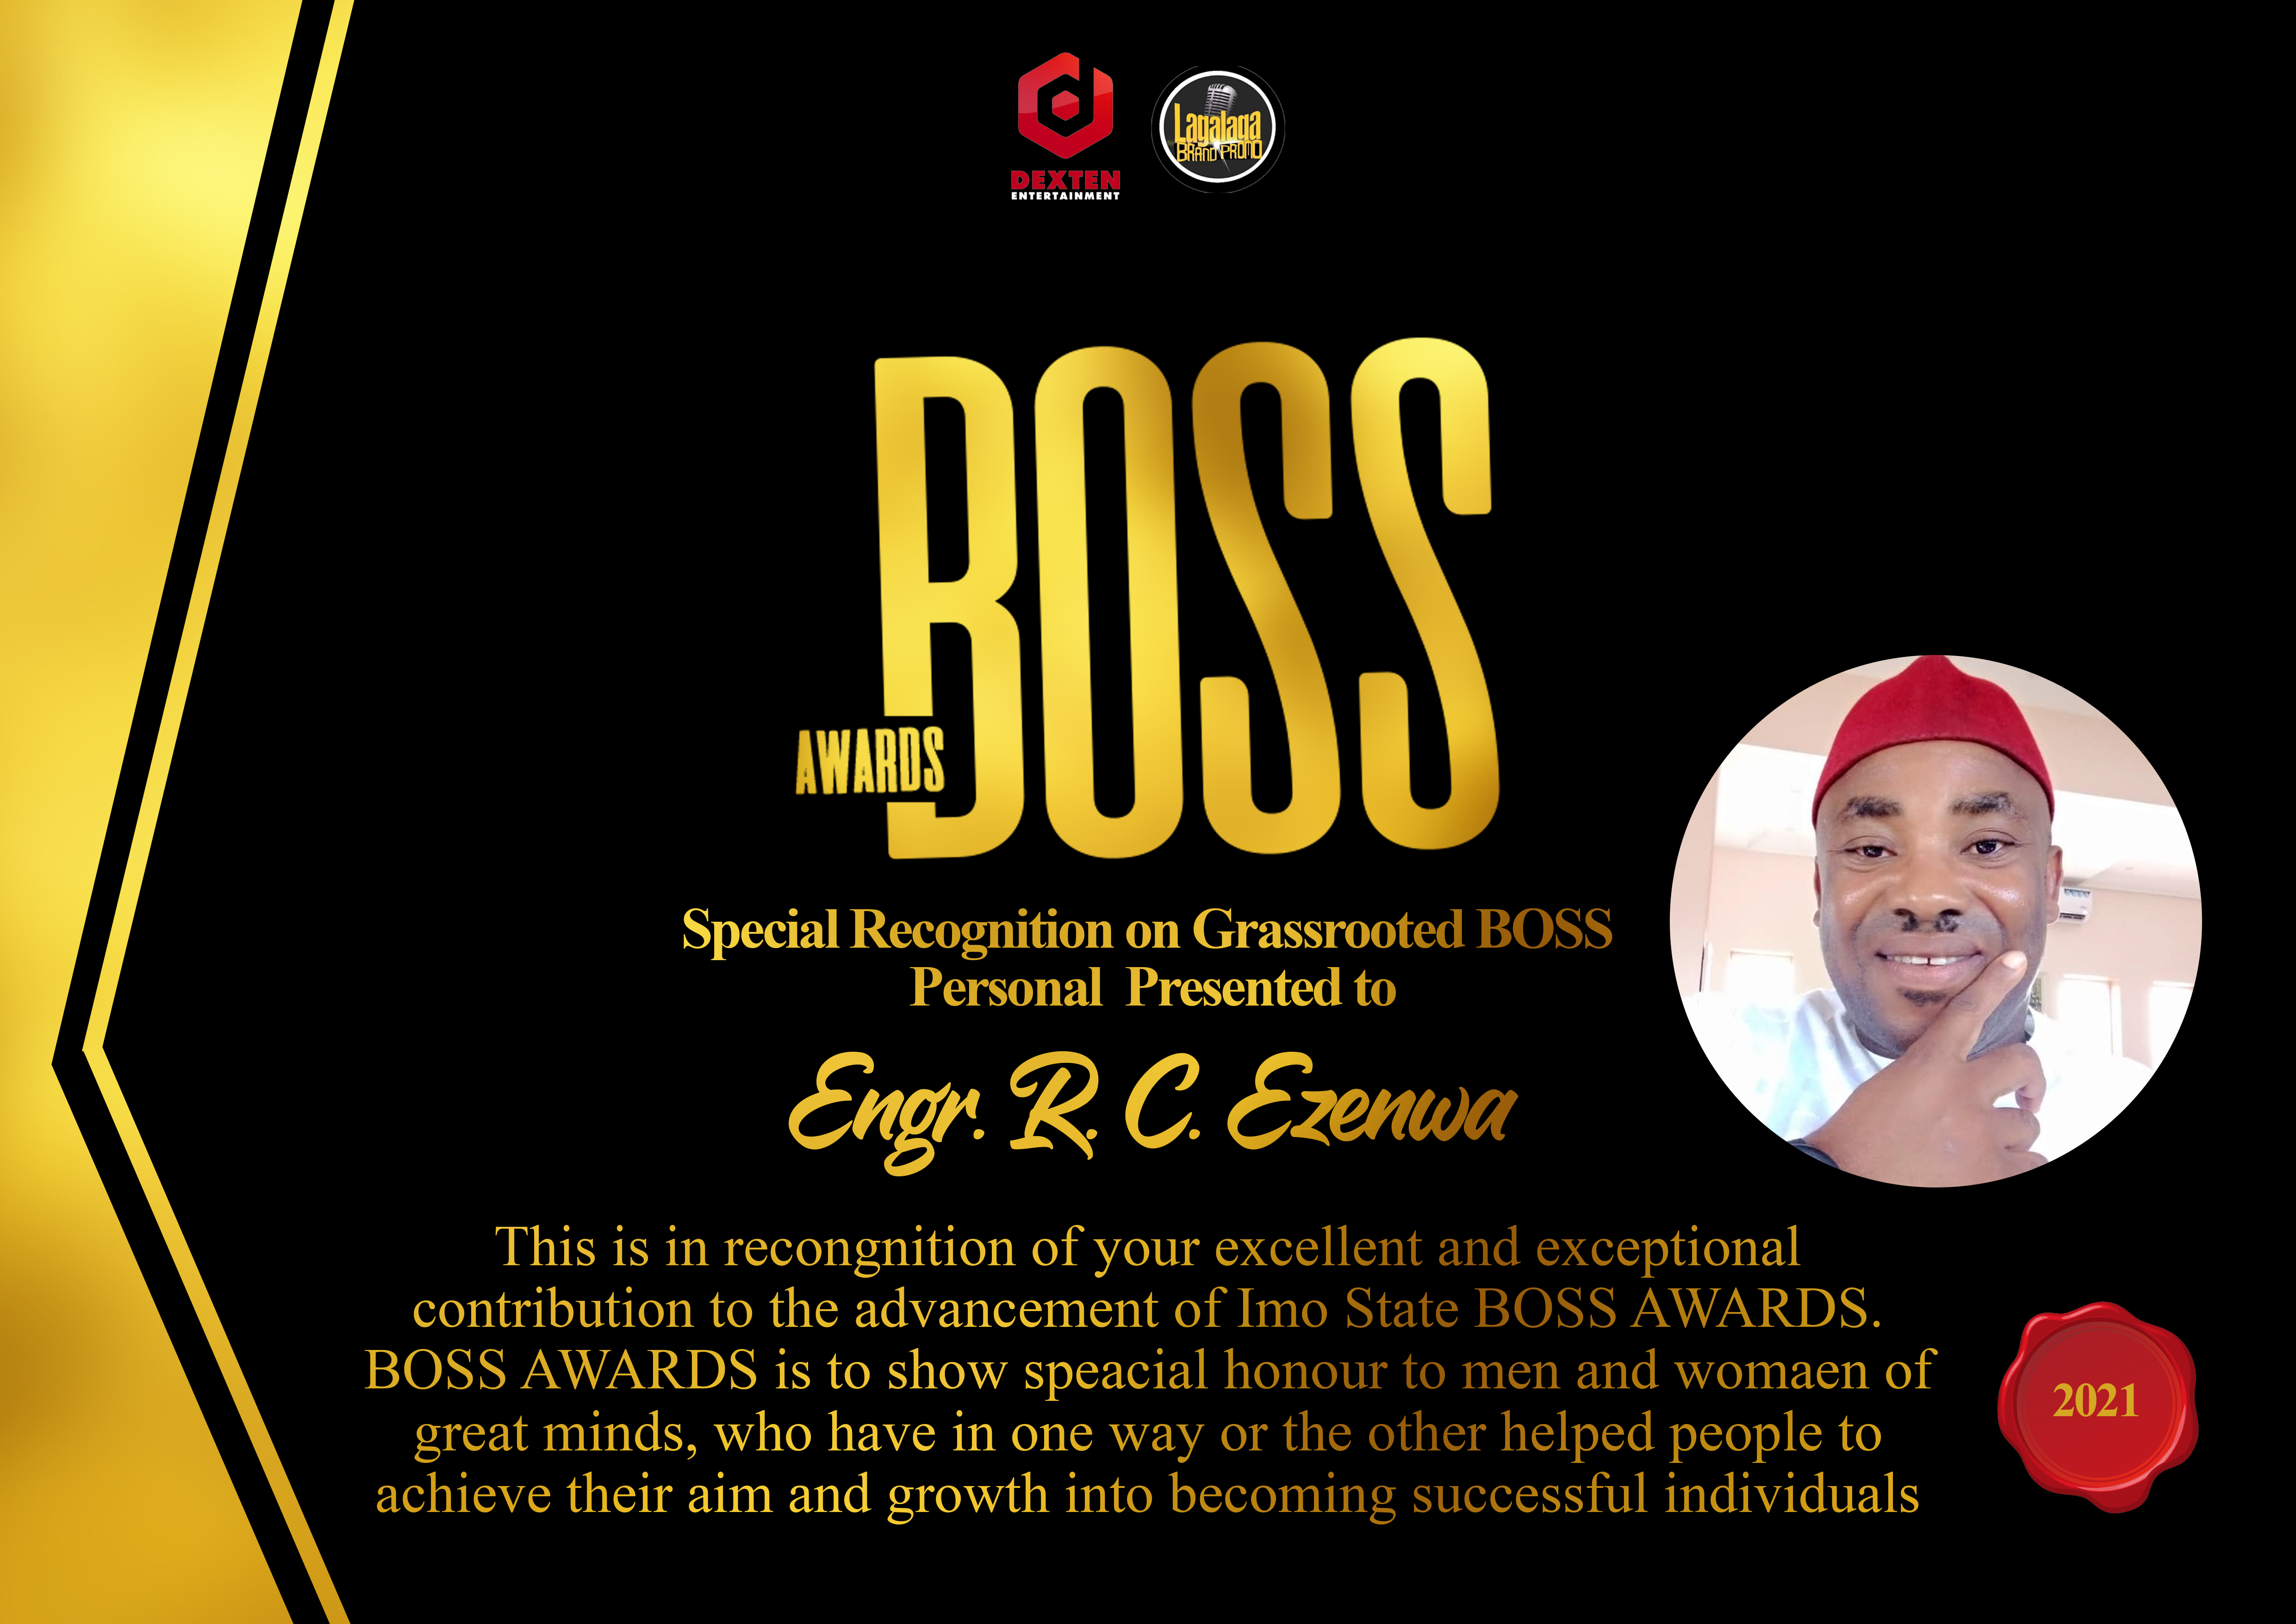 DEXTEN
ENTERTAINMENT
Lagalaga
BRAND PROMO
BOSS
AWARDS
Special Recognition on Grassrooted BOSS
Personal Presented to
Engr. R. C. Ezenwa
This is in recongnition of your excellent and exceptional
contribution to the advancement of Imo State BOSS AWARDS.
BOSS AWARDS is to show speacial honour to men and womaen of
great minds, who have in one way or the other helped people to
achieve their aim and growth into becoming successful individuals
2021